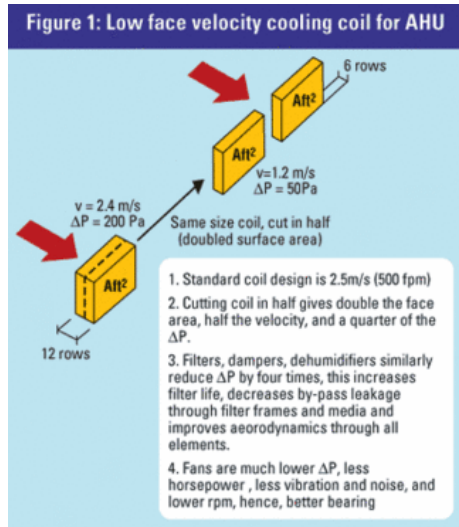 Figure 1: Low face velocity cooling coil for AHU
6 rows
Aft2
Aft2
v=1.2 m/s
ΔP = 50Pa
v = 2.4 m/s
ΔP = 200 Pa
Same size coil, cut in half
(doubled surface area)
Aft2
12 rows
1. Standard coil design is 2.5m/s (500 fpm)
2. Cutting coil in half gives double the face
area, half the velocity, and a quarter of the
ΔP.
3. Filters, dampers, dehumidifiers similarly
reduce ΔP by four times, this increases
filter life, decreases by-pass leakage
through filter frames and media and
improves aeorodynamics through all
elements.
4. Fans are much lower ΔP, less
horsepower , less vibration and noise, and
lower rpm, hence, better bearing